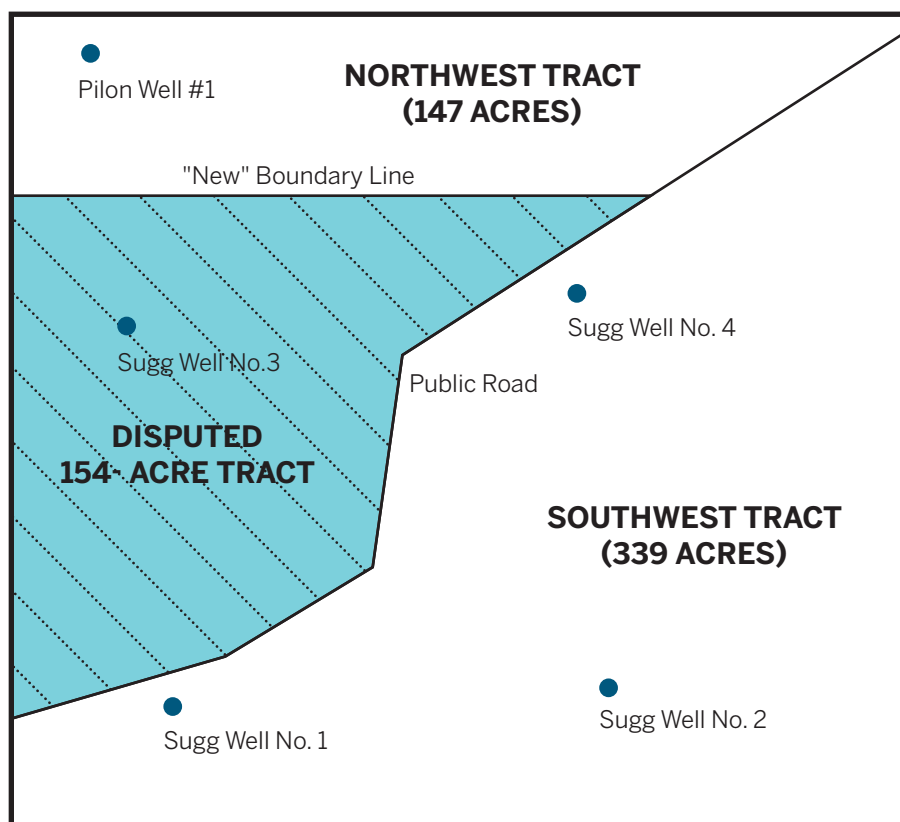 NORTHWEST TRACT
(147 ACRES)
Pilon Well #1
"New" Boundary Line
Sugg Well No. 4
Sugg Well No.3
Public Road
DISPUTED
154- ACRE TRACT
SOUTHWEST TRACT
(339 ACRES)
Sugg Well No. 2
Sugg Well No. 1